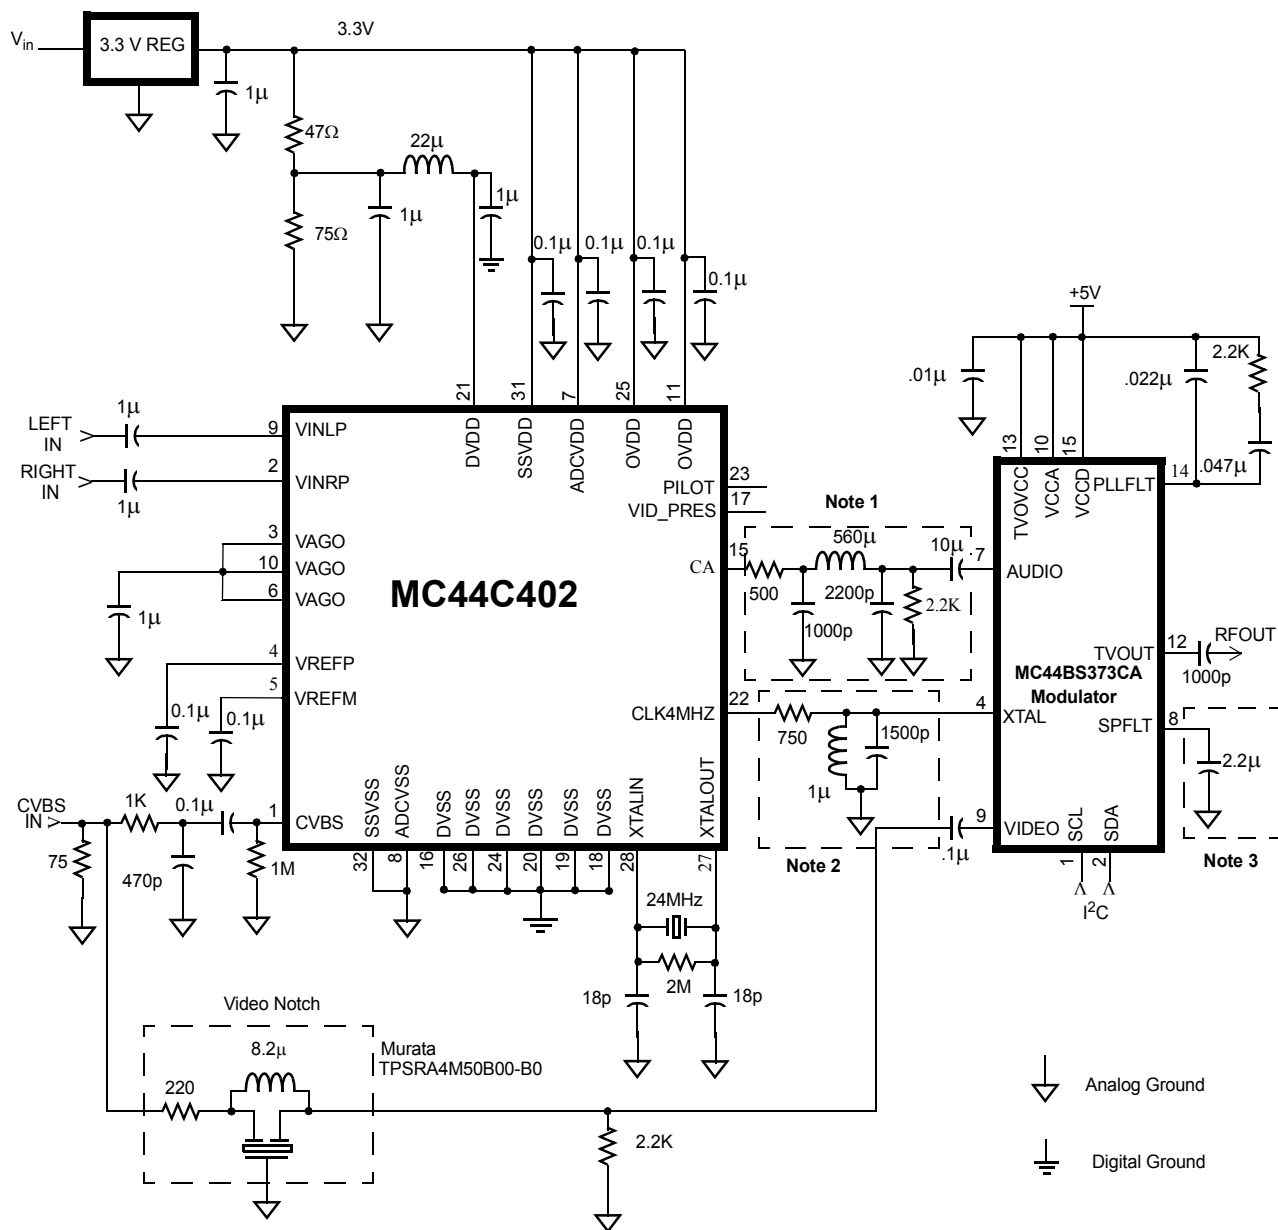 Vin
3.3 V REG
3.3V
1μ
47Ω
22μ
1μ
1μ
75Ω
0.1μ
0.1μ
0.1μ
0.1μ
+5V
2.2K
.01μ
.022μ
.047μ
21
31
7
25
11
13
10
15
LEFT
IN
1μ
9
VINLP
DVDD
SSVDD
ADCVDD
OVDD
OVDD
TVOVCC
VCCA
VCCD
PLLFLT
14
RIGHT
IN
1μ
2
VINRP
PILOT
23
VID_PRES
17
Note 1
3
VAGO
10
VAGO
6
VAGO
1μ
MC44C402
CA
15
500
560μ
1000p
2200p
2.2K
10μ
7
AUDIO
4
VREFP
5
VREFM
0.1μ
0.1μ
TVOUT
12
RFOUT
1000p
MC44BS373CA
Modulator
CLK4MHZ
22
750
1μ
1500p
4
XTAL
SPFLT
8
2.2μ
Note 3
Note 2
CVBS
IN
75
1K
470p
0.1μ
1M
1
CVBS
SSVSS
ADCVSS
DVSS
DVSS
DVSS
DVSS
DVSS
DVSS
XTALIN
XTALOUT
32
8
16
26
24
20
19
18
28
27
.1μ
9
VIDEO
SCL
SDA
1
2
I²C
24MHz
2M
18p
18p
Video Notch
8.2μ
220
Murata
TPSRA4M50B00-B0
2.2K
Analog Ground
Digital Ground